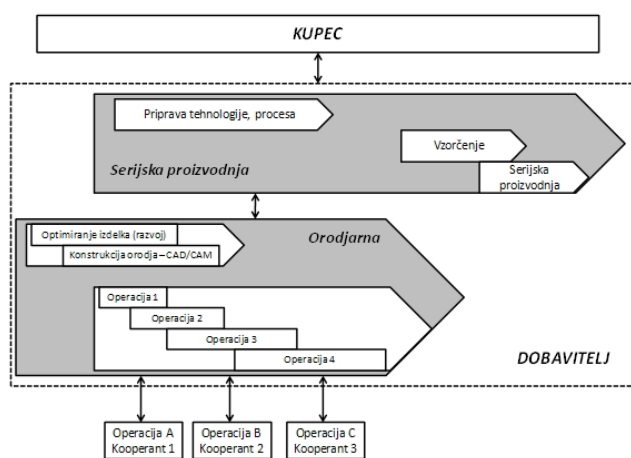 KUPEC
Priprava tehnologije, procesa
Vzorčenje
Serijska
proizvodnja
Serijska proizvodnja
Optimiranje izdelka (razvoj)
Konstrukcija orodja – CAD/CAM
Orodjarna
Operacija 1
Operacija 2
Operacija 3
Operacija 4
DOBAVITELJ
Operacija A
Kooperant 1
Operacija B
Kooperant 2
Operacija C
Kooperant 3